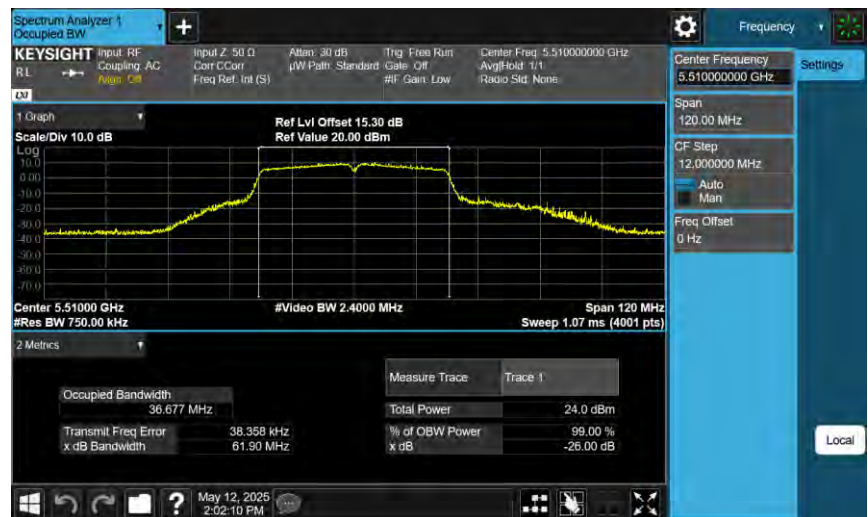 Spectrum Analyzer 1
Occupied BW
Frequency
KEYSIGHT
RL
LXI
Input: RF
Coupling: AC
Align: Off
Input Z: 50 Ω
Corr CCorr
Freq Ref: Int (S)
Atten: 30 dB
µW Path: Standard
Trig: Free Run
Gate: Off
#IF Gain: Low
Center Freq: 5.510000000 GHz
Avg|Hold: 1/1
Radio Std: None
Center Frequency
5.510000000 GHz
Settings
Span
120.00 MHz
CF Step
12.000000 MHz
Auto
Man
Freq Offset
0 Hz
1 Graph
Scale/Div 10.0 dB
Ref Lvl Offset 15.30 dB
Ref Value 20.00 dBm
Log
10.0
0.00
-10.0
-20.0
-30.0
-40.0
-50.0
-60.0
-70.0
Center 5.51000 GHz
#Res BW 750.00 kHz
#Video BW 2.4000 MHz
Span 120 MHz
Sweep 1.07 ms (4001 pts)
2 Metrics
Measure Trace Trace 1
Occupied Bandwidth
36.677 MHz
Total Power 24.0 dBm
Transmit Freq Error 38.358 kHz
% of OBW Power 99.00 %
x dB Bandwidth 61.90 MHz
x dB -26.00 dB
Local
?
May 12, 2025
2:02:10 PM